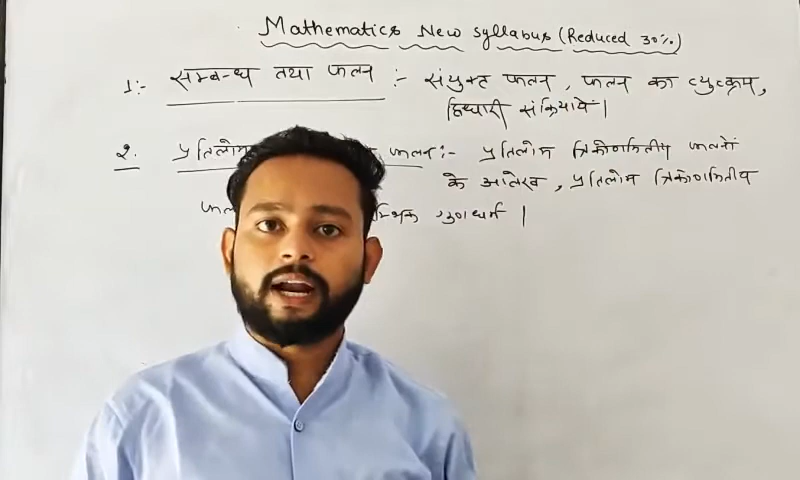 Mathematics New syllabus (Reduced 30%)
1:- सम्बन्ध तथा फलन :- संयुक्त फलन, फलन का व्युत्क्रम,
द्विधारी संक्रियायें।
2. प्रतिलोम फलन:- प्रतिलोम त्रिकोणमितीय फलनों
के आलेख, प्रतिलोम त्रिकोणमितीय
गुणधर्म |